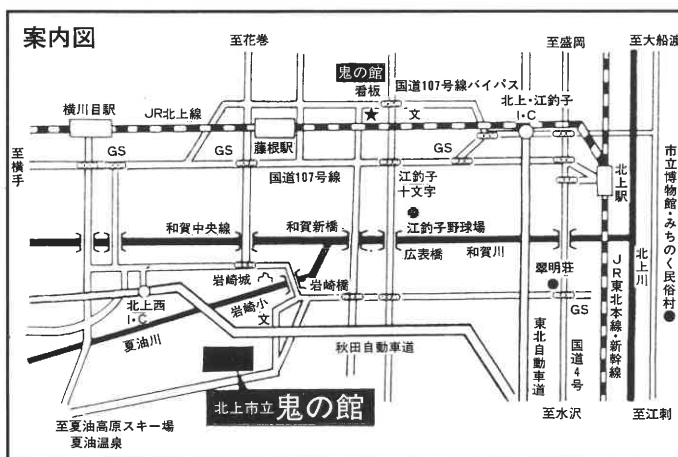 案内図
至花巻
至盛岡
至大船渡
鬼の館
看板
国道107号線バイパス
北上・江釣子
I・C
横川目駅
JR北上線
藤根駅
文
至横手
GS
GS
GS
国道107号線
江釣子
十文字
北上駅
市立博物館・みちのく民俗村
和賀中央線
和賀新橋
江釣子野球場
広表橋
和賀川
北上川
岩崎城
岩崎橋
翠明荘
北上西
I・C
岩崎小
文
夏油川
GS
秋田自動車道
東北自動車道
国道4号
JR東北本線・新幹線
北上市立 鬼の館
至夏油高原スキー場
夏油温泉
至水沢
至江刺